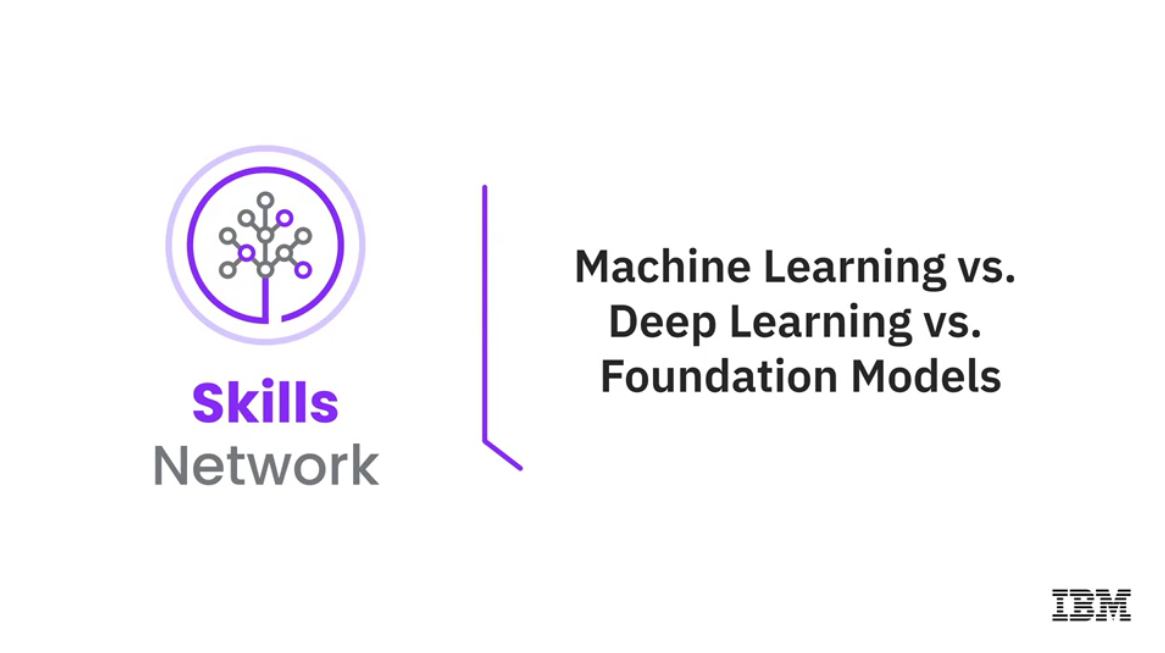 Skills
Network
Machine Learning vs.
Deep Learning vs.
Foundation Models
IBM